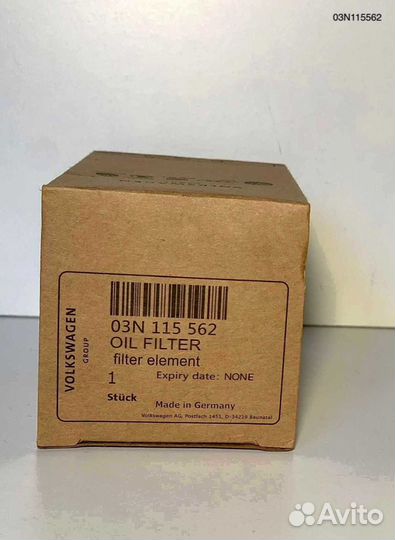 03N115562
VOLKSWAGEN
GROUP
03N 115 562
OIL FILTER
filter element
1 Expiry date: NONE
Stück Made in Germany
Volkswagen AG, Postfach 1451, D-34219 Baunatal
Avito